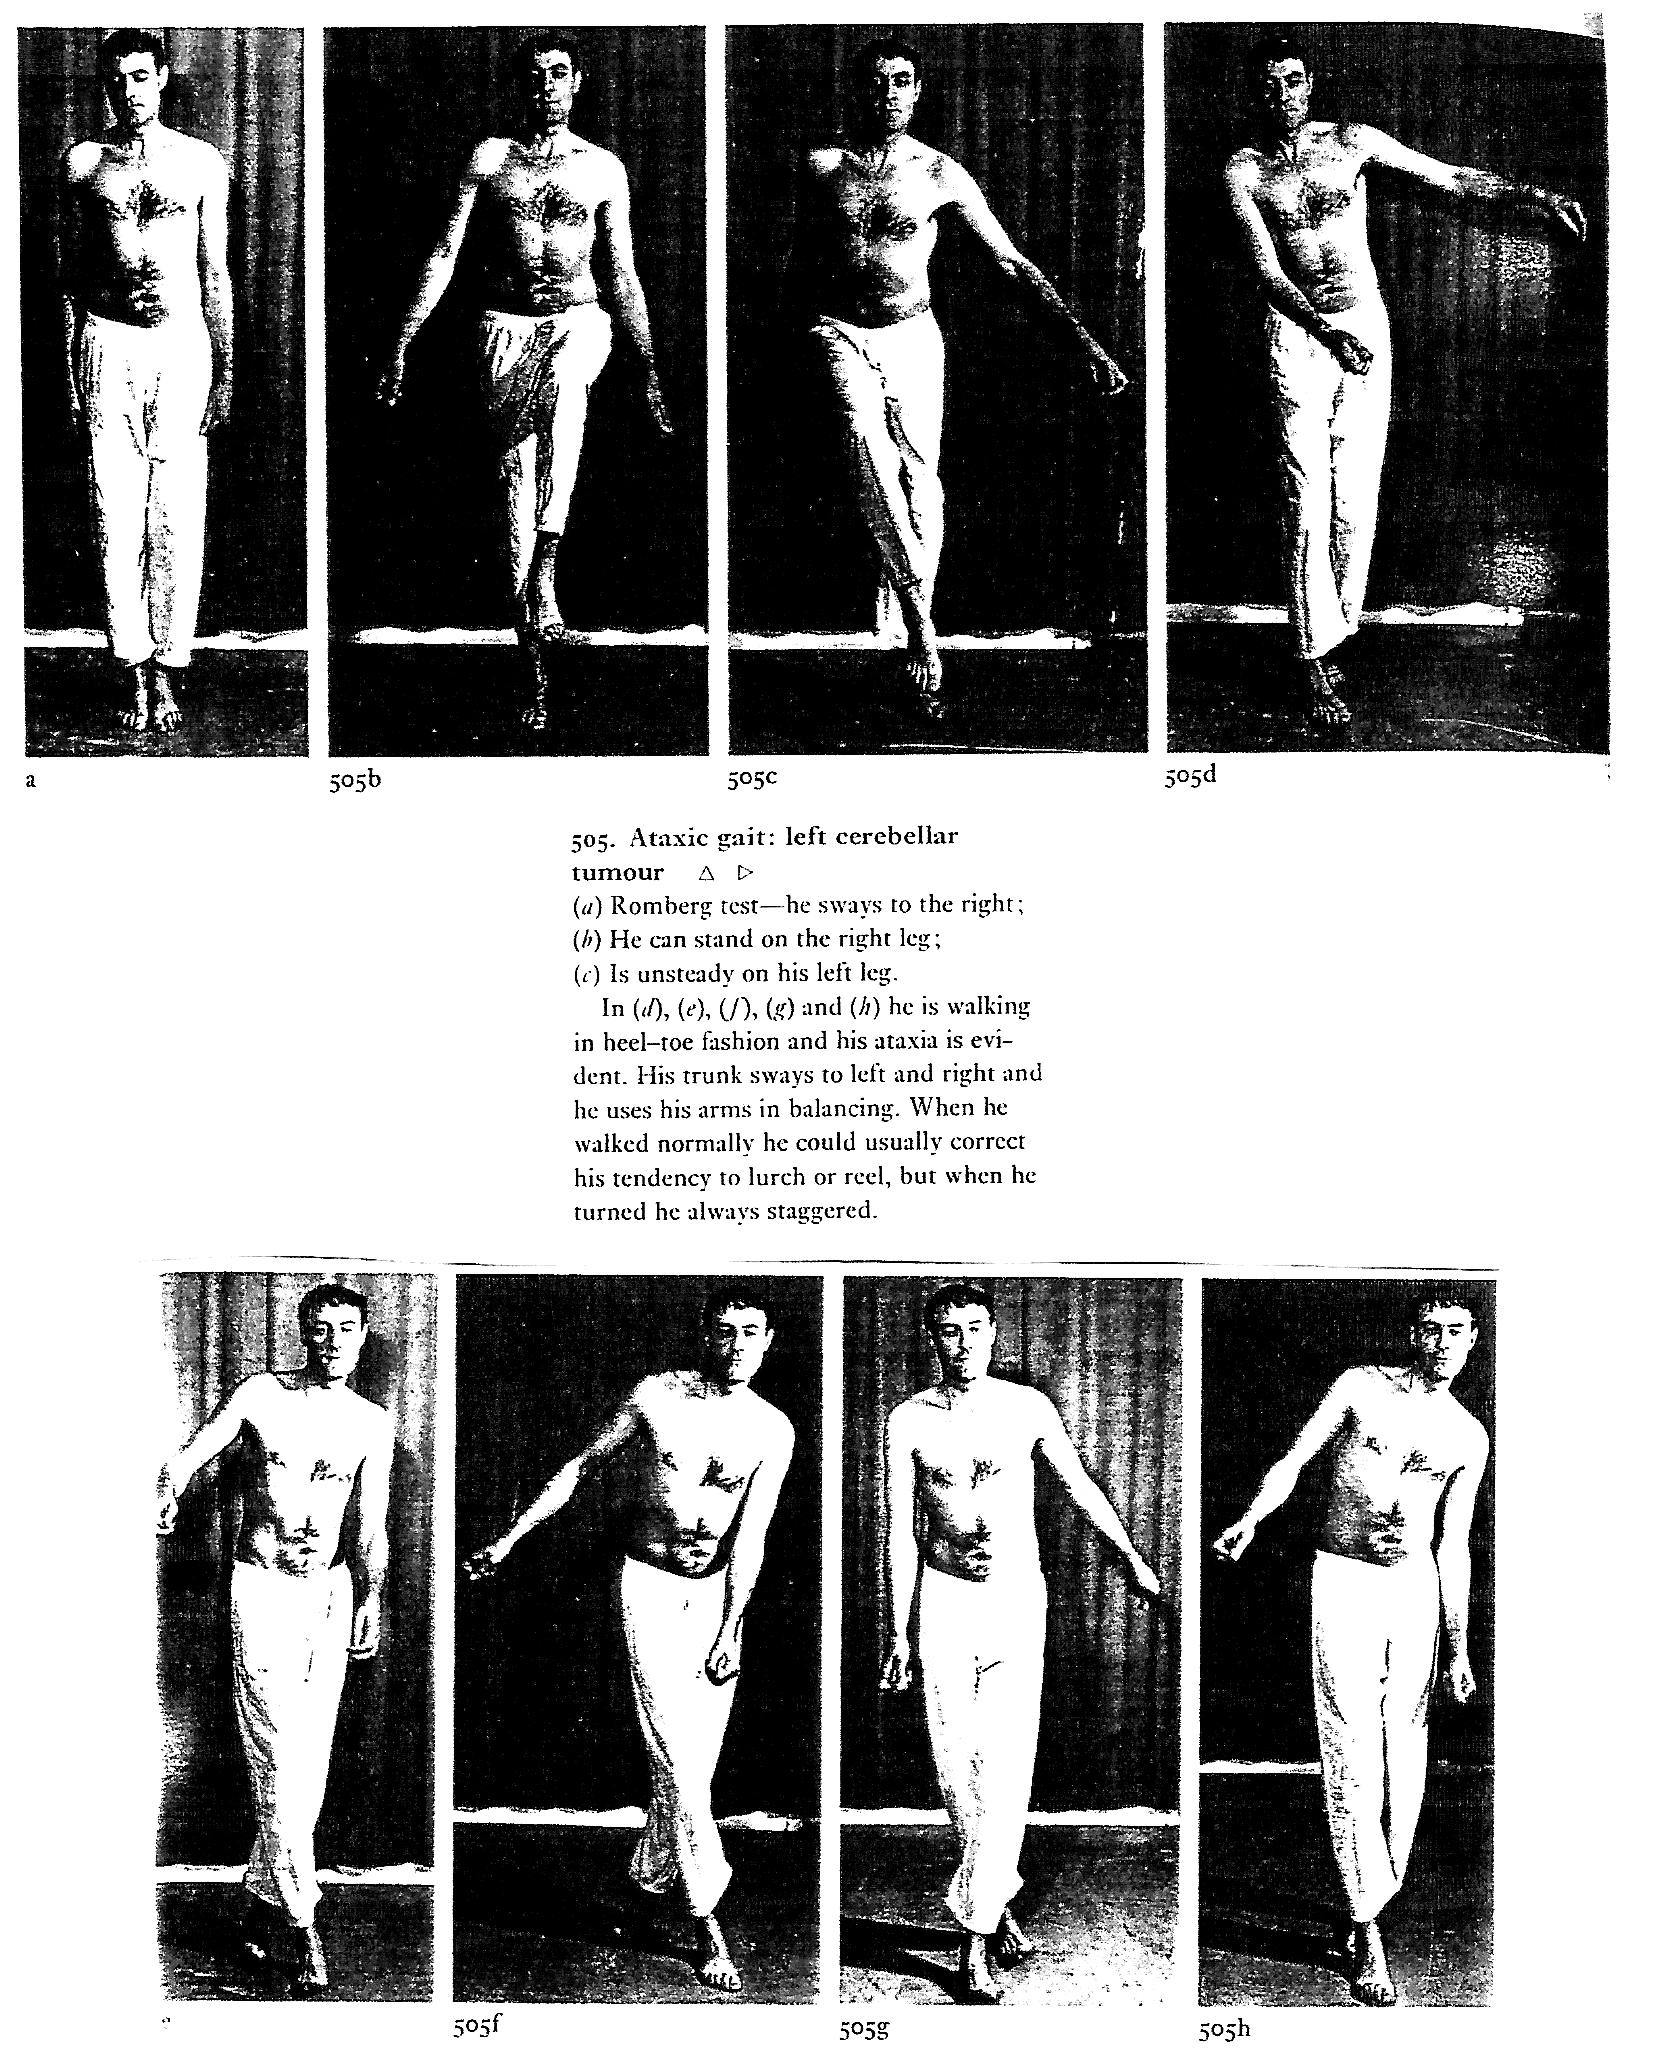 a
505b
505c
505d
505. Ataxic gait: left cerebellar
tumour △ ▷
(a) Romberg test—he sways to the right;
(b) He can stand on the right leg;
(c) Is unsteady on his left leg.
In (d), (e), (f), (g) and (h) he is walking
in heel–toe fashion and his ataxia is evi–
dent. His trunk sways to left and right and
he uses his arms in balancing. When he
walked normally he could usually correct
his tendency to lurch or reel, but when he
turned he always staggered.
505f
505g
505h